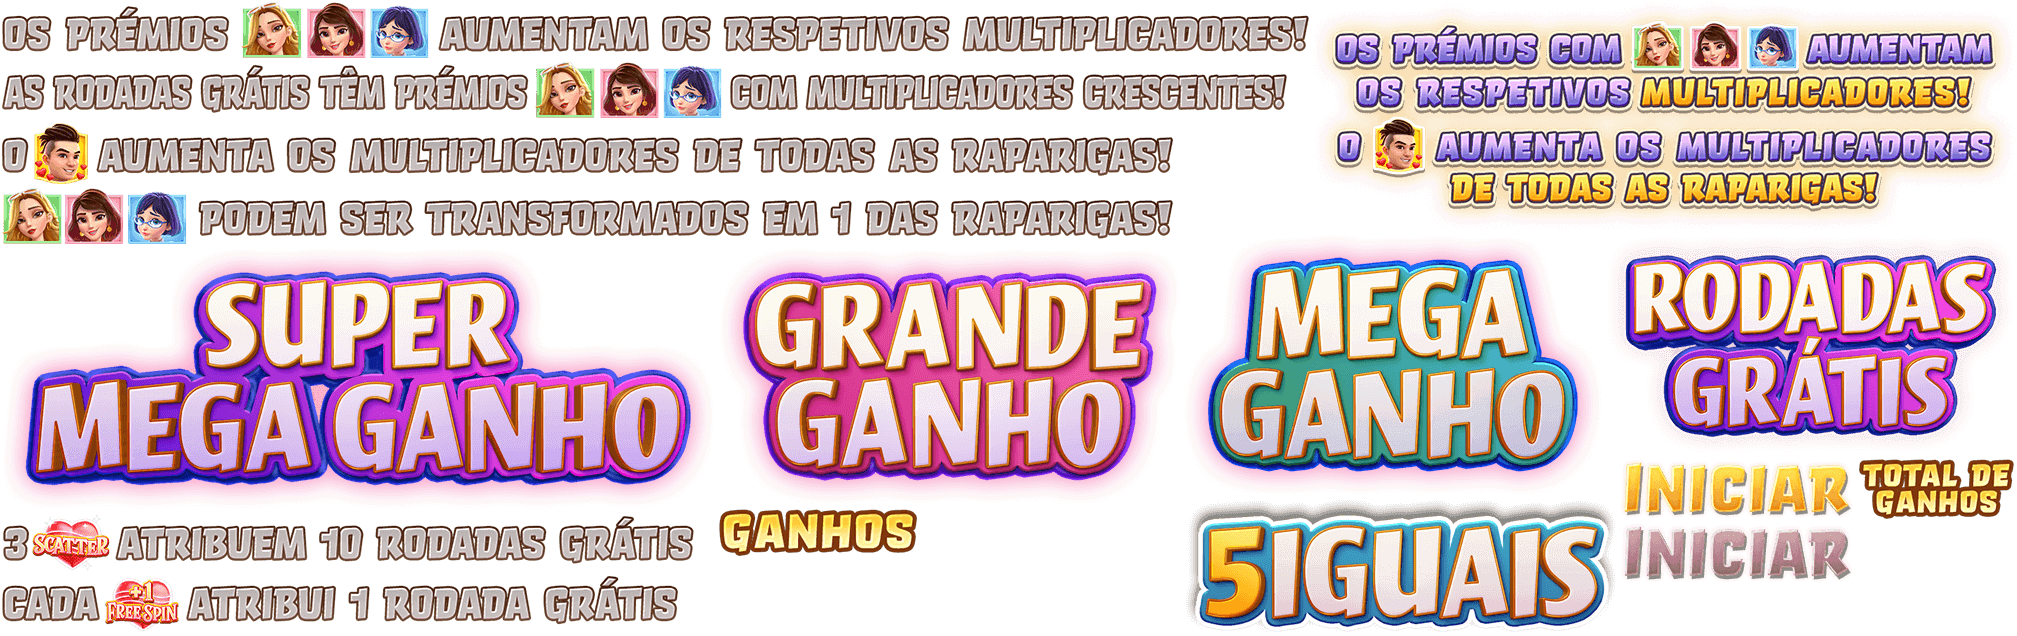 OS PRÉMIOS AUMENTAM OS RESPETIVOS MULTIPLICADORES!
AS RODADAS GRÁTIS TÊM PRÉMIOS COM MULTIPLICADORES CRESCENTES!
O AUMENTA OS MULTIPLICADORES DE TODAS AS RAPARIGAS!
PODEM SER TRANSFORMADOS EM 1 DAS RAPARIGAS!
OS PRÉMIOS COM AUMENTAM
OS RESPETIVOS MULTIPLICADORES!
O AUMENTA OS MULTIPLICADORES
DE TODAS AS RAPARIGAS!
SUPER
MEGA GANHO
GRANDE
GANHO
MEGA
GANHO
RODADAS
GRÁTIS
3 SCATTER ATRIBUEM 10 RODADAS GRÁTIS
CADA +1 FREE SPIN ATRIBUI 1 RODADA GRÁTIS
GANHOS
5 IGUAIS
INICIAR
INICIAR
TOTAL DE
GANHOS